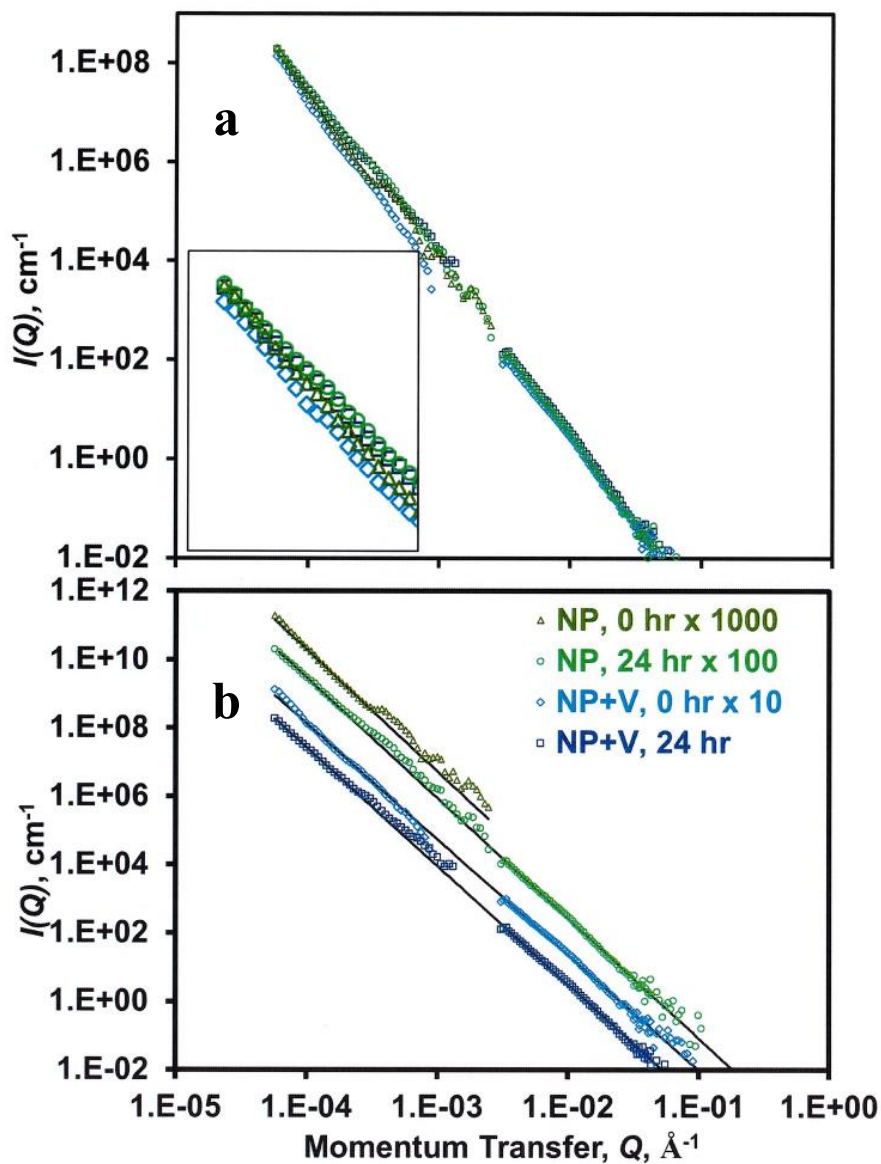 1.E+08
a
1.E+06
1.E+04
I(Q), cm-1
1.E+02
1.E+00
1.E-02
1.E+12
NP, 0 hr x 1000
1.E+10
NP, 24 hr x 100
b
NP+V, 0 hr x 10
1.E+08
NP+V, 24 hr
1.E+06
I(Q), cm-1
1.E+04
1.E+02
1.E+00
1.E-02
1.E-05 1.E-04 1.E-03 1.E-02 1.E-01 1.E+00
Momentum Transfer, Q, Å-1